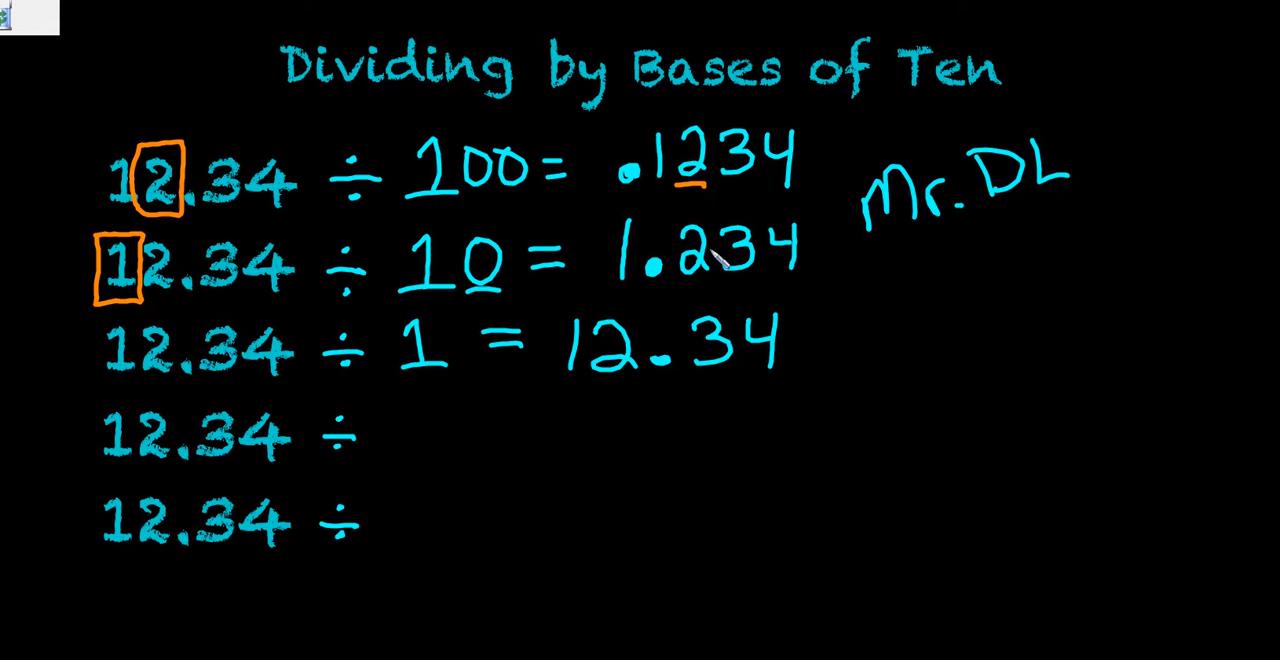 Dividing by Bases of Ten
12.34 ÷ 100 = .1234
Mr. DL
12.34 ÷ 10 = 1.234
12.34 ÷ 1 = 12.34
12.34 ÷
12.34 ÷